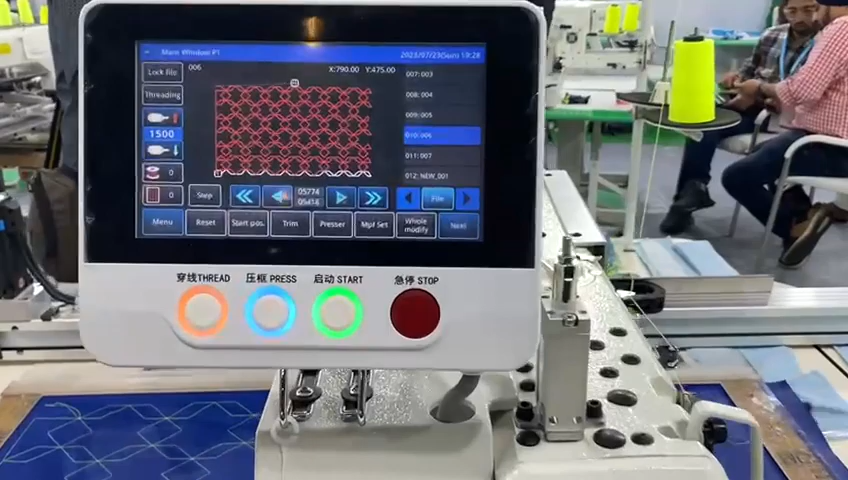 Main Window P1
2023/07/23(Sun) 10:28
Lock file
006
X:790.00 Y:475.00
007: 003
Threading
008: 004
009: 005
1500
010: 006
011: 007
0
012: NEW_001
0
Step
05774
File
Menu
Reset
Start pos.
Trim
Presser
Mpf Set
Whole modify
Next
穿线THREAD
压框 PRESS
启动 START
急停 STOP